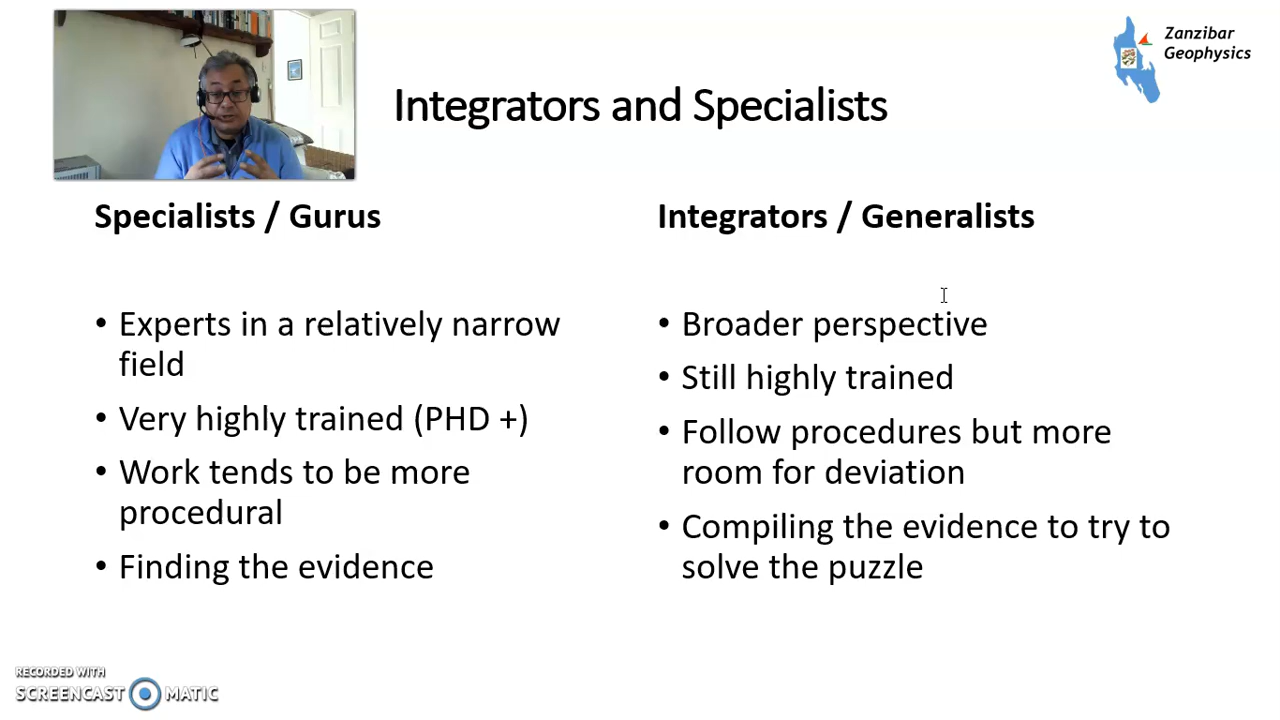 Zanzibar
Geophysics
Integrators and Specialists
Specialists / Gurus
• Experts in a relatively narrow
field
• Very highly trained (PHD +)
• Work tends to be more
procedural
• Finding the evidence
Integrators / Generalists
• Broader perspective
• Still highly trained
• Follow procedures but more
room for deviation
• Compiling the evidence to try to
solve the puzzle
RECORDED WITH
SCREENCAST MATIC